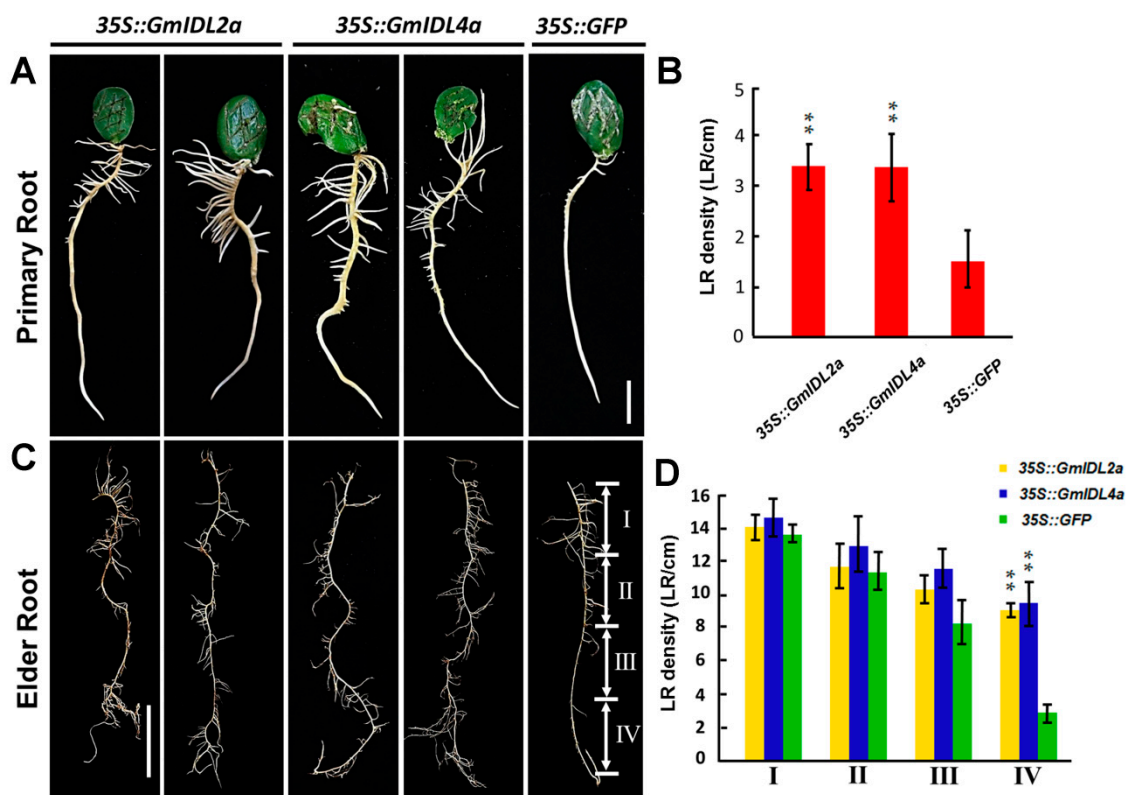 35S::GmIDL2a 35S::GmIDL4a 35S::GFP
A
Primary Root
B
LR density (LR/cm)
5
4
3
2
1
0
**
**
35S::GmIDL2a
35S::GmIDL4a
35S::GFP
C
Elder Root
I
II
III
IV
D
35S::GmIDL2a
35S::GmIDL4a
35S::GFP
LR density (LR/cm)
16
14
12
10
8
6
4
2
0
**
**
I II III IV